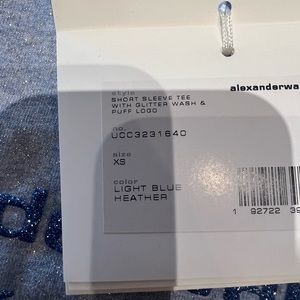 style
alexanderwa
SHORT SLEEVE TEE
WITH GLITTER WASH &
PUFF LOGO
no.
UCC3231640
size
XS
color
LIGHT BLUE
HEATHER
1 92722 39